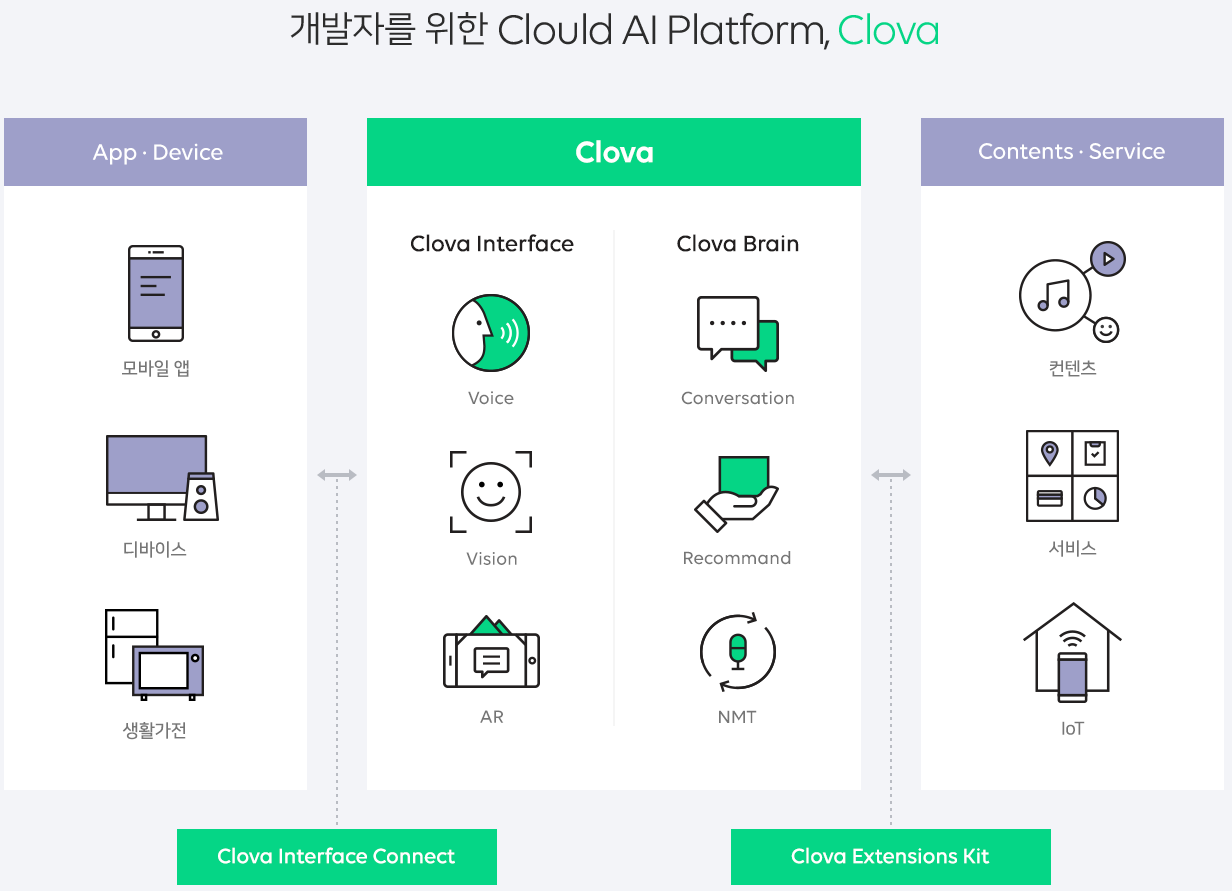 개발자를 위한 Clould AI Platform, Clova
App · Device
모바일 앱
디바이스
생활가전
Clova
Clova Interface
Voice
Vision
AR
Clova Brain
Conversation
Recommand
NMT
Contents · Service
컨텐츠
서비스
IoT
Clova Interface Connect
Clova Extensions Kit